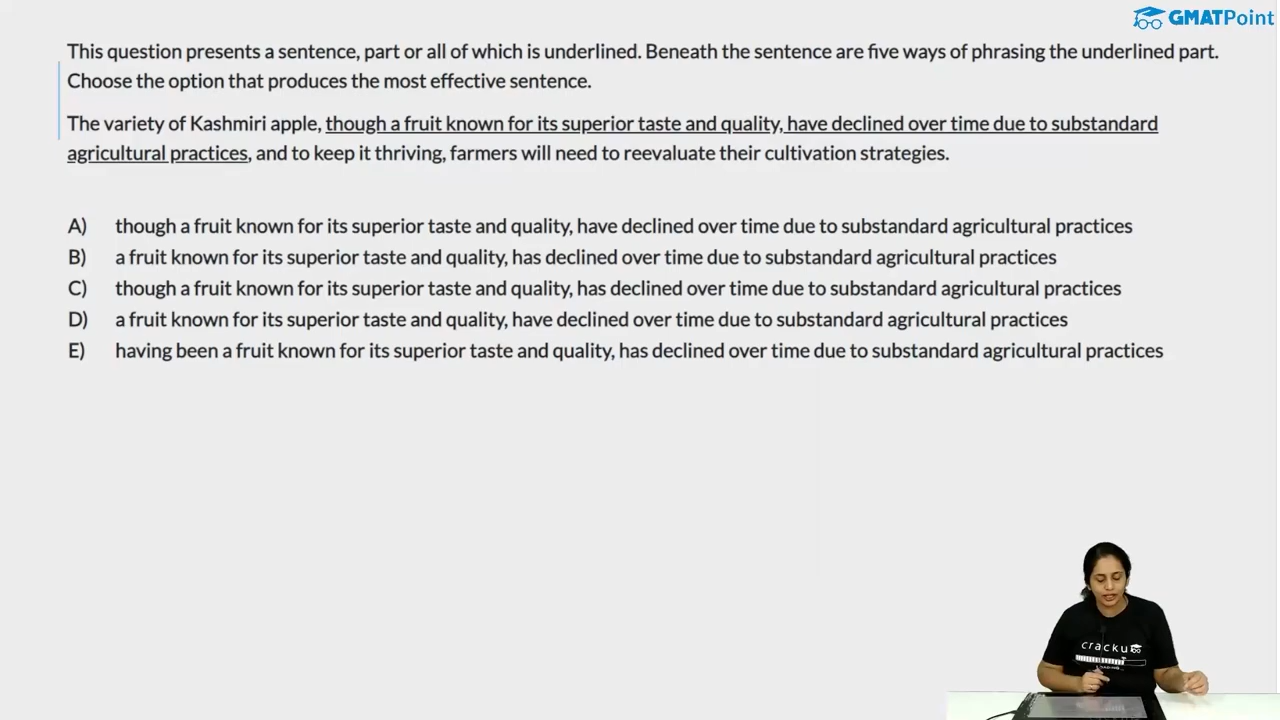 GMATPoint
This question presents a sentence, part or all of which is underlined. Beneath the sentence are five ways of phrasing the underlined part.
Choose the option that produces the most effective sentence.
The variety of Kashmiri apple, though a fruit known for its superior taste and quality, have declined over time due to substandard
agricultural practices, and to keep it thriving, farmers will need to reevaluate their cultivation strategies.
A) though a fruit known for its superior taste and quality, have declined over time due to substandard agricultural practices
B) a fruit known for its superior taste and quality, has declined over time due to substandard agricultural practices
C) though a fruit known for its superior taste and quality, has declined over time due to substandard agricultural practices
D) a fruit known for its superior taste and quality, have declined over time due to substandard agricultural practices
E) having been a fruit known for its superior taste and quality, has declined over time due to substandard agricultural practices
cracku